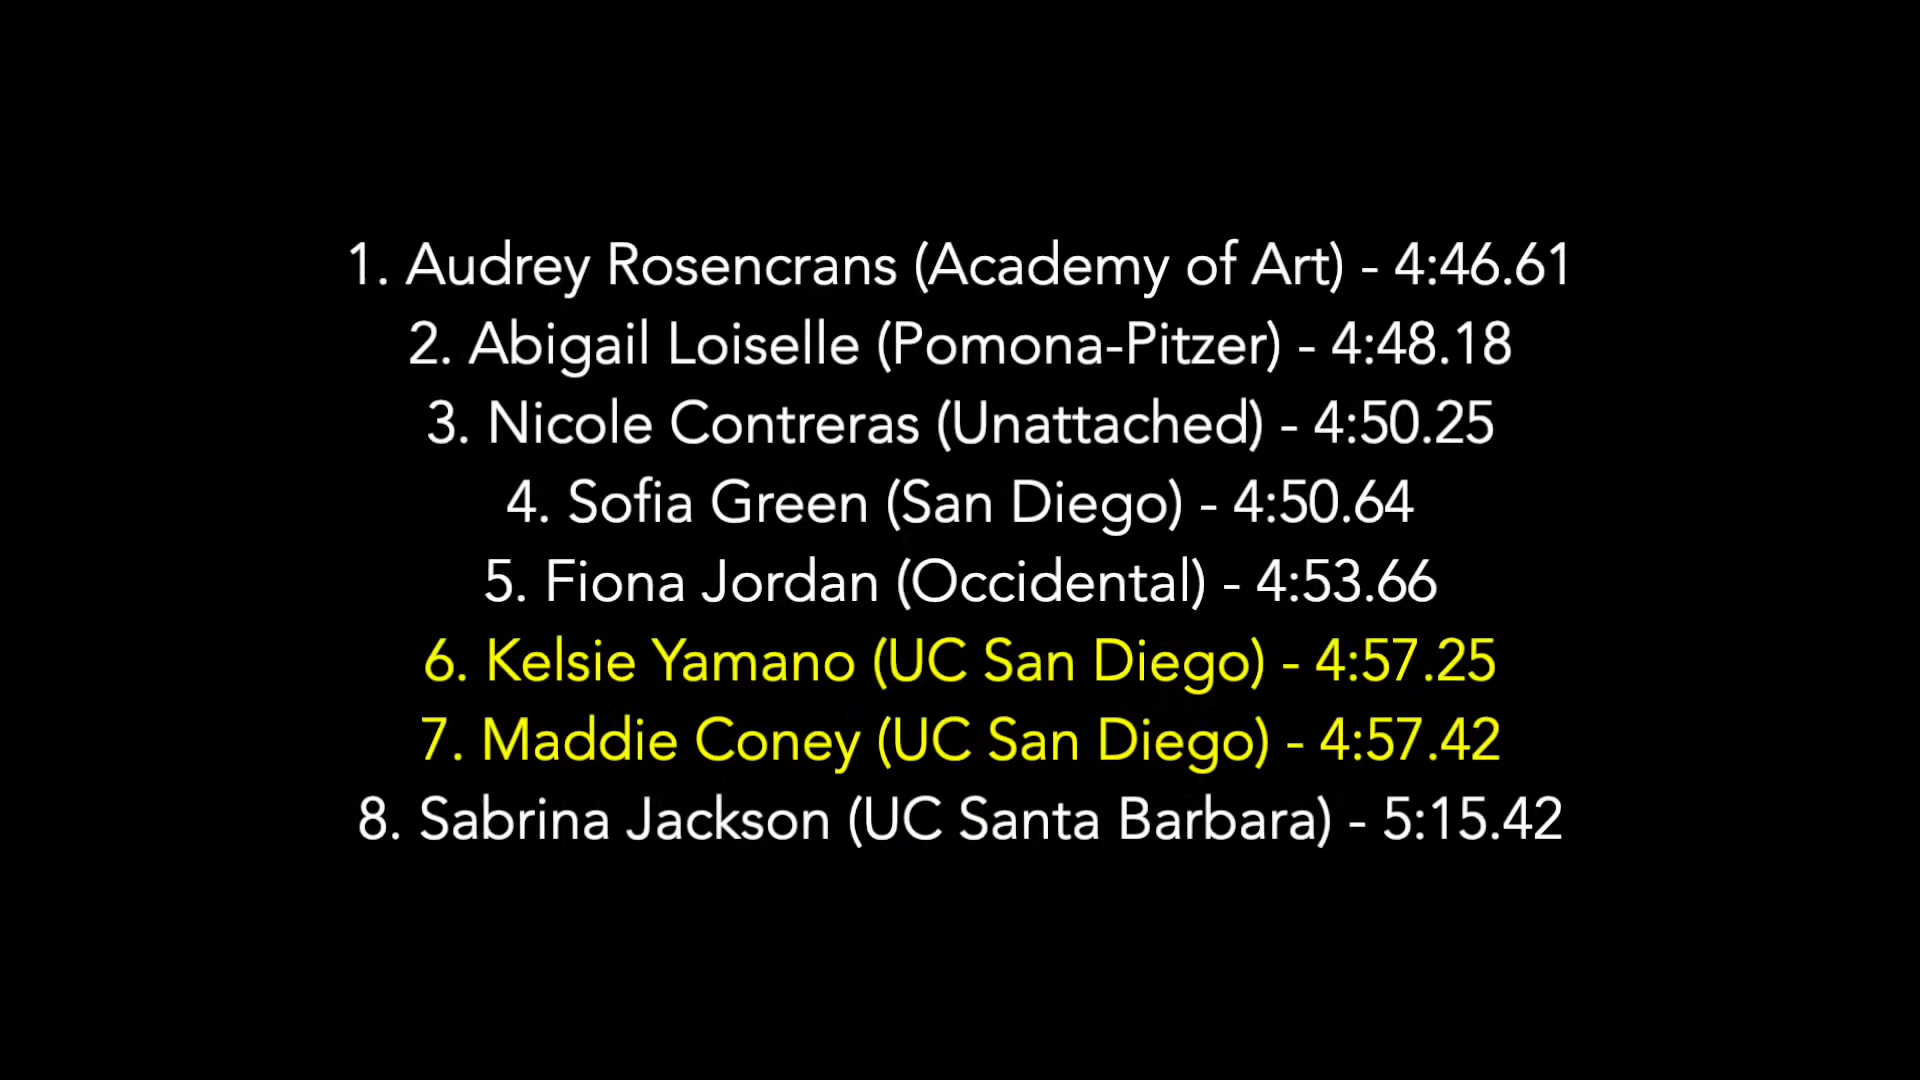 1. Audrey Rosencrans (Academy of Art) - 4:46.61
2. Abigail Loiselle (Pomona-Pitzer) - 4:48.18
3. Nicole Contreras (Unattached) - 4:50.25
4. Sofia Green (San Diego) - 4:50.64
5. Fiona Jordan (Occidental) - 4:53.66
6. Kelsie Yamano (UC San Diego) - 4:57.25
7. Maddie Coney (UC San Diego) - 4:57.42
8. Sabrina Jackson (UC Santa Barbara) - 5:15.42